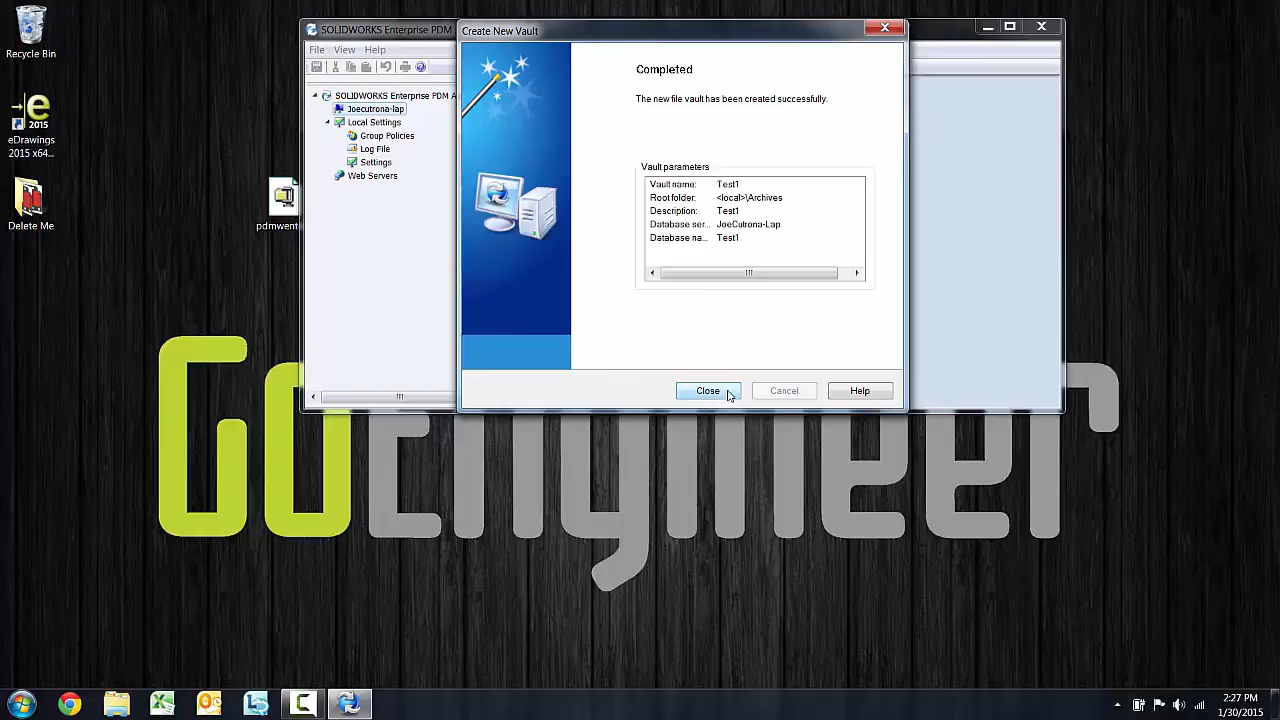 Recycle Bin
eDrawings
2015 x64...
Delete Me
pdmwent
SOLIDWORKS Enterprise PDM
File View Help
SOLIDWORKS Enterprise PDM A
Joecutrona-lap
Local Settings
Group Policies
Log File
Settings
Web Servers
Create New Vault
Completed
The new file vault has been created successfully.
Vault parameters
Vault name: Test1
Root folder: <local>\Archives
Description: Test1
Database ser... JoeCutrona-Lap
Database na... Test1
Close Cancel Help
GOEngineer
2:27 PM
1/30/2015